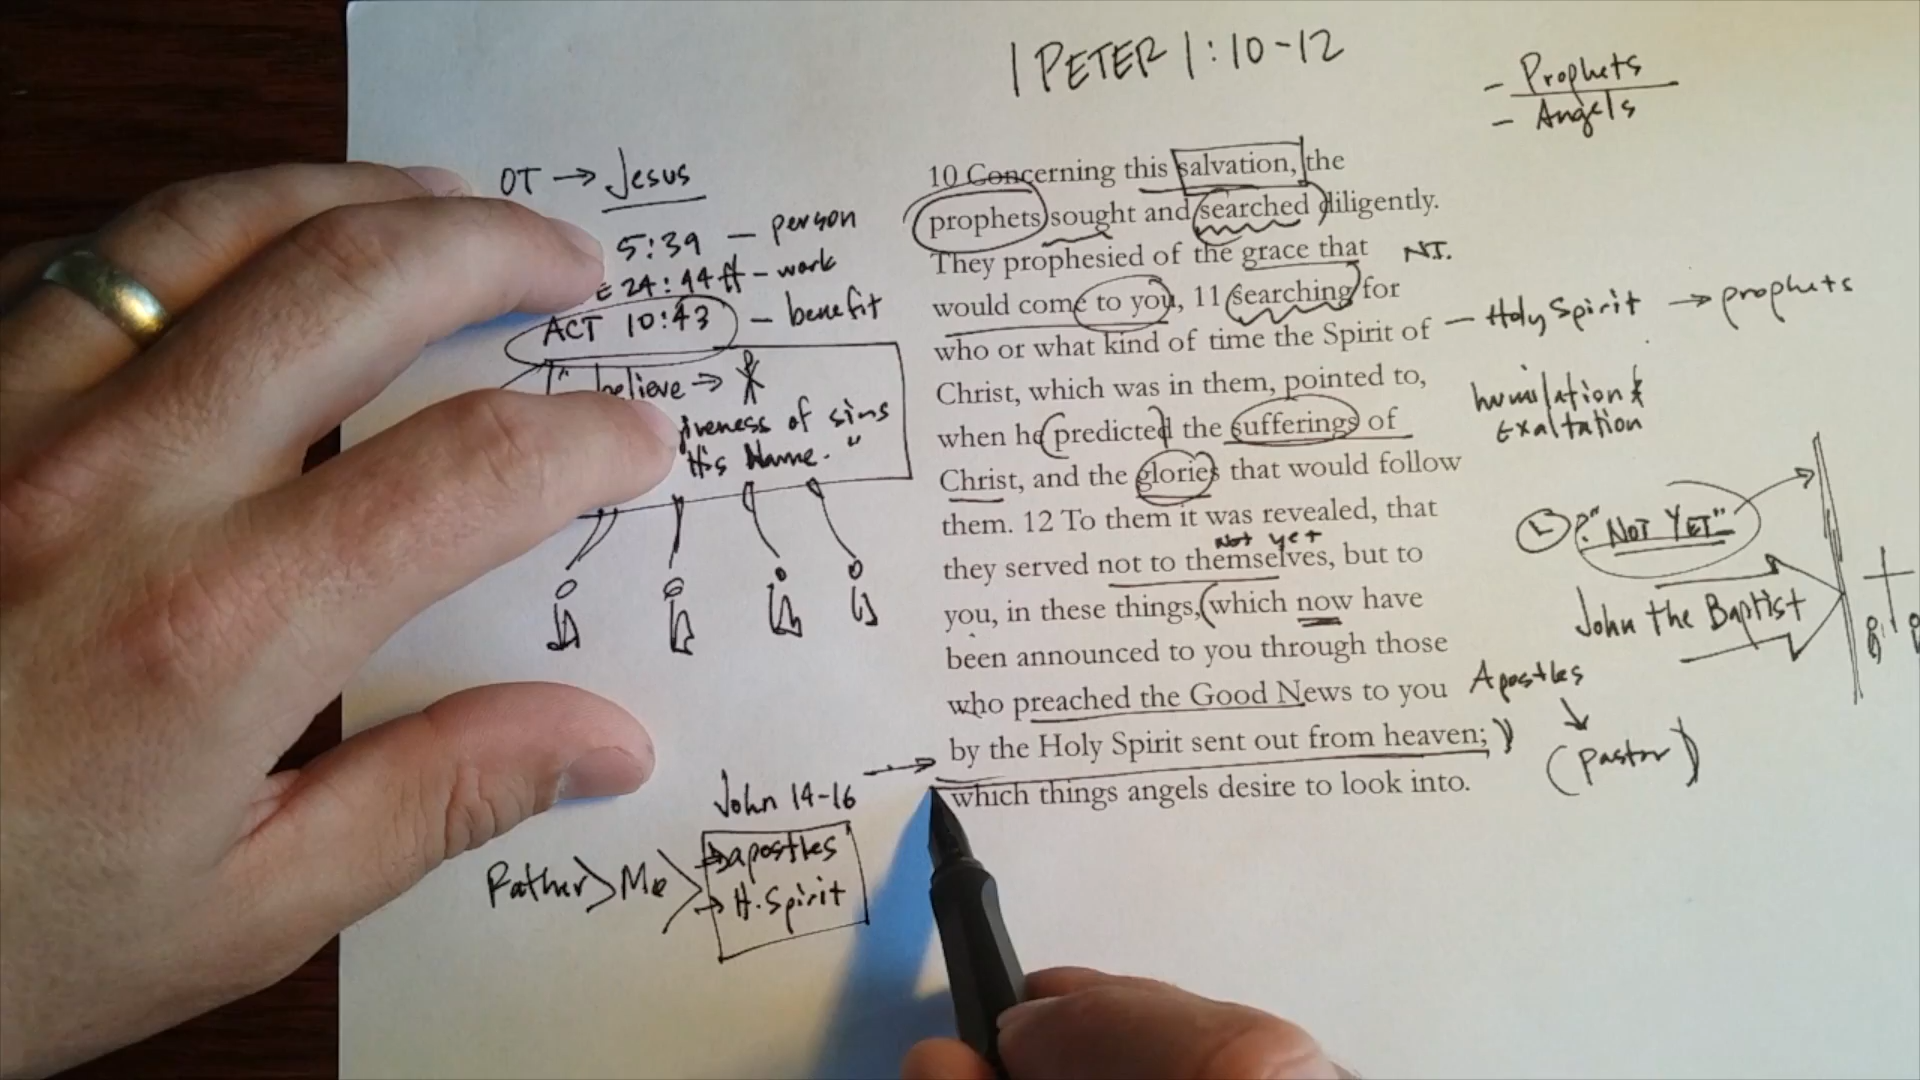 1 PETER 1:10-12
- Prophets
- Angels
OT → Jesus
5:39 - person
E 24:44ff - work
ACT 10:43 - benefit
believe →
iveness of sins
His Name."
10 Concerning this salvation, the
prophets sought and searched diligently.
They prophesied of the grace that
would come to you, 11 searching for
who or what kind of time the Spirit of
Christ, which was in them, pointed to,
when he predicted the sufferings of
Christ, and the glories that would follow
them. 12 To them it was revealed, that
Not yet
they served not to themselves, but to
you, in these things, which now have
been announced to you through those
who preached the Good News to you
by the Holy Spirit sent out from heaven;
which things angels desire to look into.
N.T.
- Holy Spirit → prophets
humilation &
Exaltation
"NOT YET"
John the Baptist
Apostles
(Pastor)
John 14-16
Father > Me >
→ apostles
→ H. Spirit